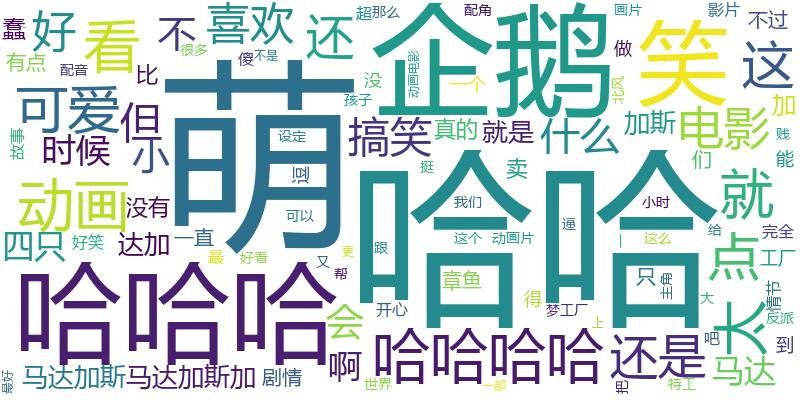 蠢
好
看
不
喜欢
还
超
那么
企鹅
配角
画片
笑
影片
不过
这
有点
很多
傻
不是
配音
比
没
动画电影
一个
做
北风
加
可爱
但
萌
孩子
搞笑
真的
就是
什么
加斯
电影
贱
故事
时候
小
设定
逗
挺
卖
们
能
动画
没有
可以
哈哈
我们
逼
小时
就
四只
好笑
达加
一直
跟
这个
动画片
一
这么
给
完全
最
好看
又
更
帮
章鱼
只
主角
点
工厂
哈哈哈
会
开心
得
梦工厂
上
大
太
情节
反派
啊
哈哈哈哈
还是
吧
到
最好
马达加斯
马达加斯加
剧情
世界
一部
把
特工
马达